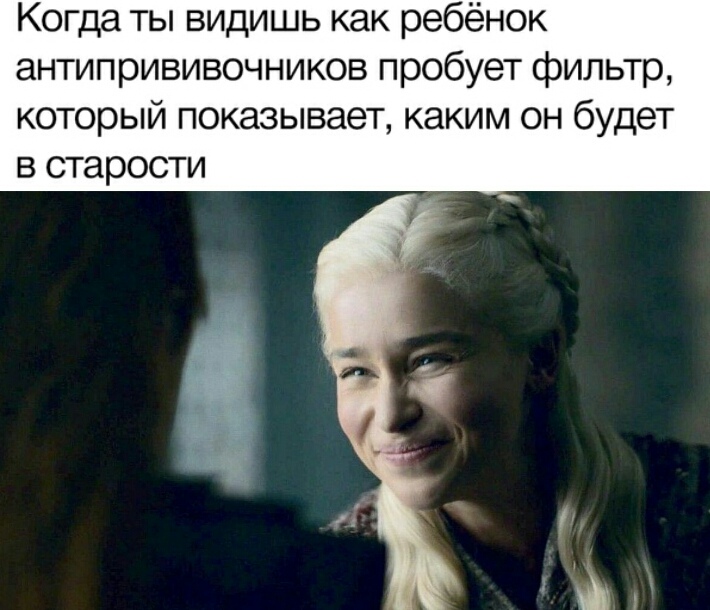 Когда ты видишь как ребёнок
антипрививочников пробует фильтр,
который показывает, каким он будет
в старости